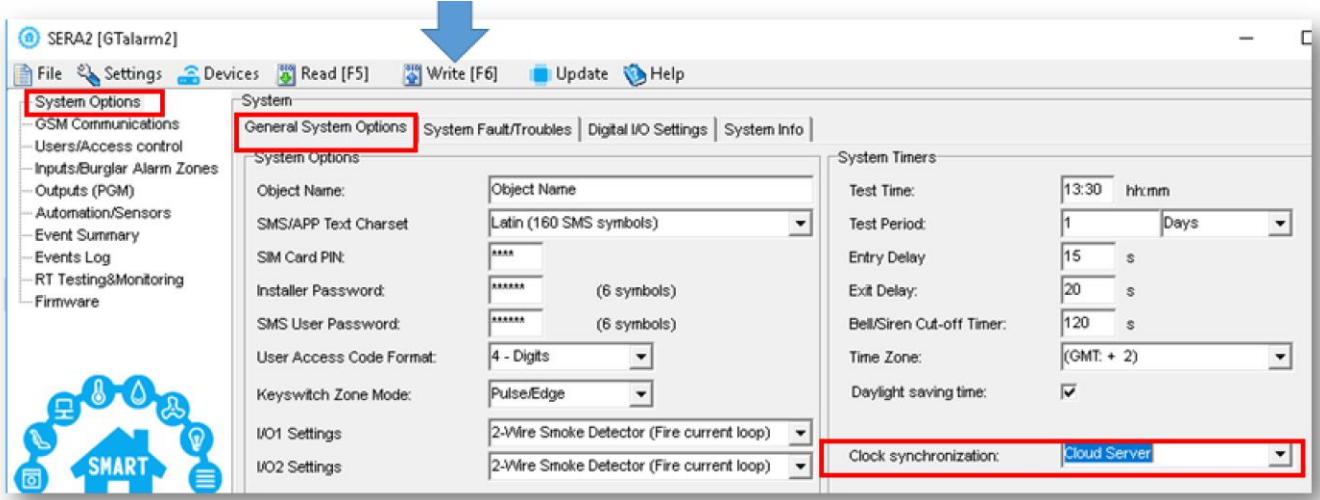 SERA2 [GTalarm2]
File Settings Devices Read [F5] Write [F6] Update Help
System Options
GSM Communications
Users/Access control
Inputs/Burglar Alarm Zones
Outputs (PGM)
Automation/Sensors
Event Summary
Events Log
RT Testing&Monitoring
Firmware
SMART
System
General System Options System Fault/Troubles Digital I/O Settings System Info
System Options
Object Name: Object Name
SMS/APP Text Charset Latin (160 SMS symbols)
SIM Card PIN: ****
Installer Password: ****** (6 symbols)
SMS User Password: ****** (6 symbols)
User Access Code Format: 4 - Digits
Keyswitch Zone Mode: Pulse/Edge
I/O1 Settings 2-Wire Smoke Detector (Fire current loop)
I/O2 Settings 2-Wire Smoke Detector (Fire current loop)
System Timers
Test Time: 13:30 hh:mm
Test Period: 1 Days
Entry Delay 15 s
Exit Delay: 20 s
Bell/Siren Cut-off Timer: 120 s
Time Zone: (GMT: + 2)
Daylight saving time:
Clock synchronization: Cloud Server